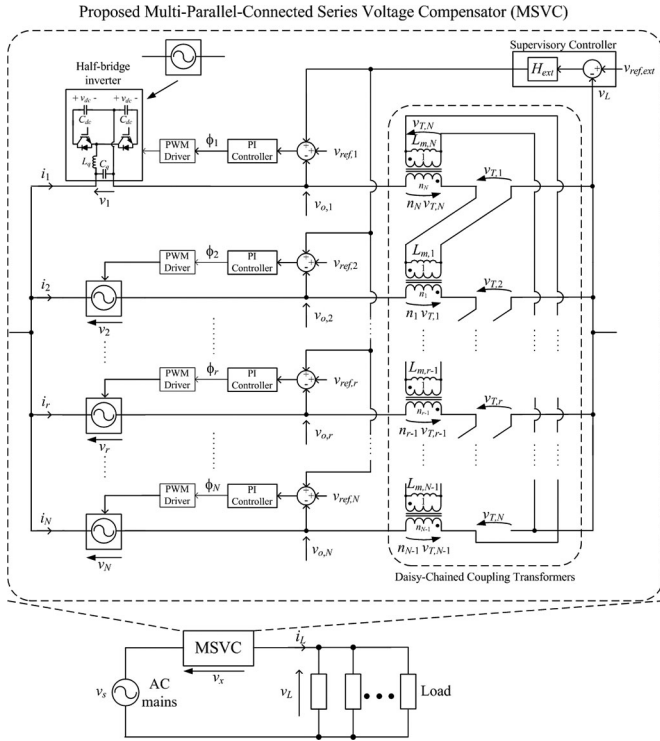 Proposed Multi-Parallel-Connected Series Voltage Compensator (MSVC)
Supervisory Controller
H_ext
- +
v_ref,ext
v_L
Half-bridge
inverter
+ v_dc - + v_dc -
C_dc C_dc
L_q C_q
v_1
i_1
PWM
Driver
ϕ_1
PI
Controller
+ + -
v_ref,1
v_o,1
v_T,N
L_m,N
n_N
n_N v_T,N
v_T,1
i_2
v_2
PWM
Driver
ϕ_2
PI
Controller
+ + -
v_ref,2
v_o,2
L_m,1
n_1
n_1 v_T,1
v_T,2
i_r
v_r
PWM
Driver
ϕ_r
PI
Controller
+ + -
v_ref,r
v_o,r
L_m,r-1
n_r-1
n_r-1 v_T,r-1
v_T,r
i_N
v_N
PWM
Driver
ϕ_N
PI
Controller
+ + -
v_ref,N
v_o,N
L_m,N-1
n_N-1
n_N-1 v_T,N-1
v_T,N
Daisy-Chained Coupling Transformers
MSVC
i_L
v_x
v_s
AC
mains
v_L
Load